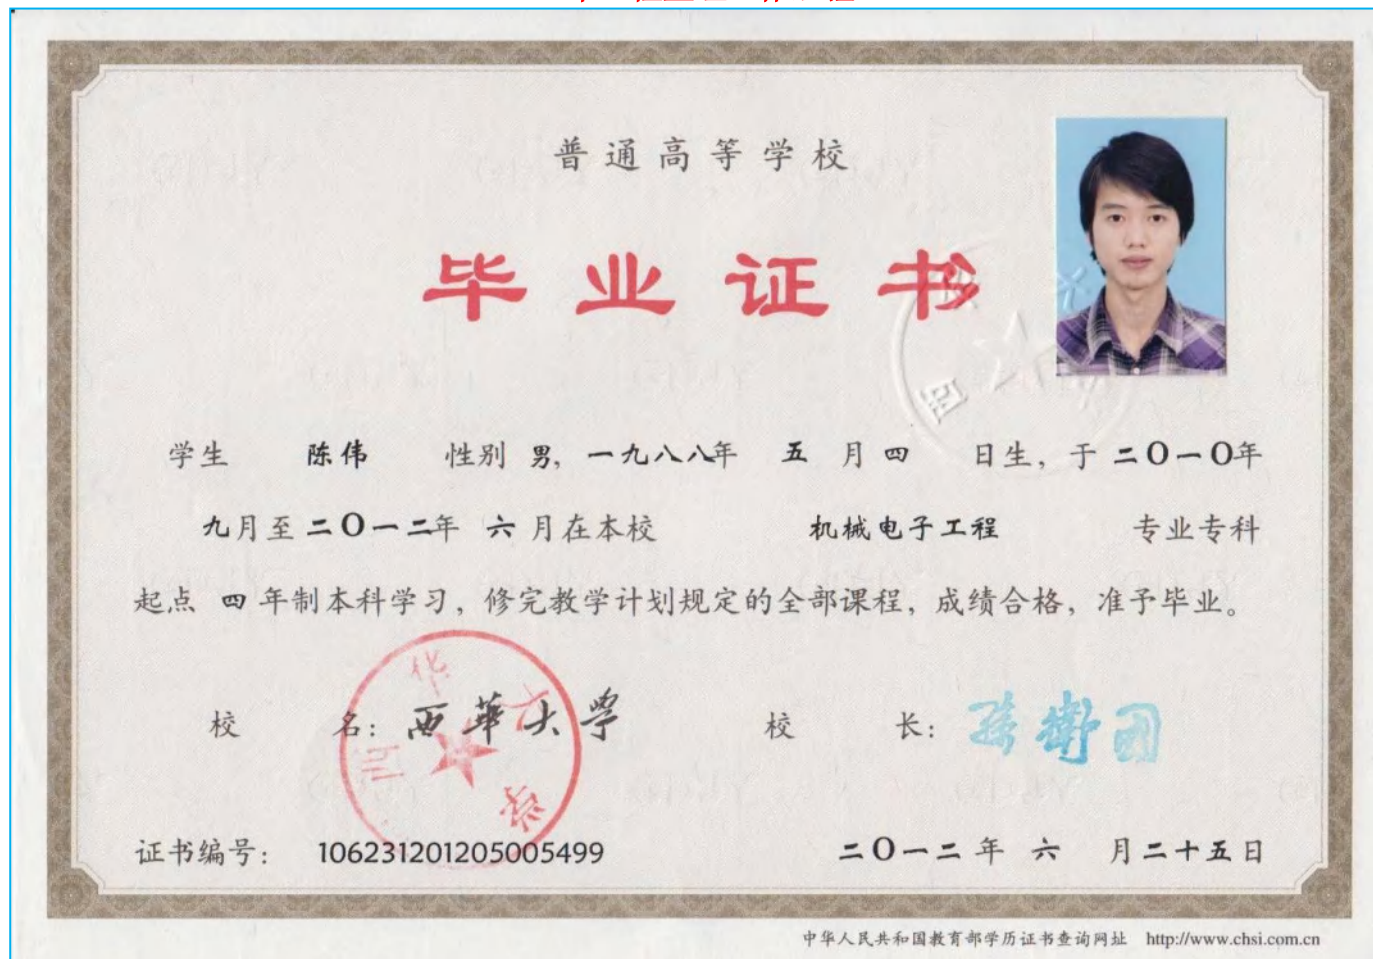 普通高等学校
毕业证书
学生 陈伟 性别 男, 一九八八年 五 月 四 日生, 于 二〇一〇年
九月至 二〇一二年 六 月在本校 机械电子工程 专业专科
起点 四 年制本科学习, 修完教学计划规定的全部课程, 成绩合格, 准予毕业。
校 名: 西華大學 校 长: 孙衛国
西华大学
证书编号: 106231201205005499 二〇一二 年 六 月二十五日
中华人民共和国教育部学历证书查询网址 http://www.chsi.com.cn